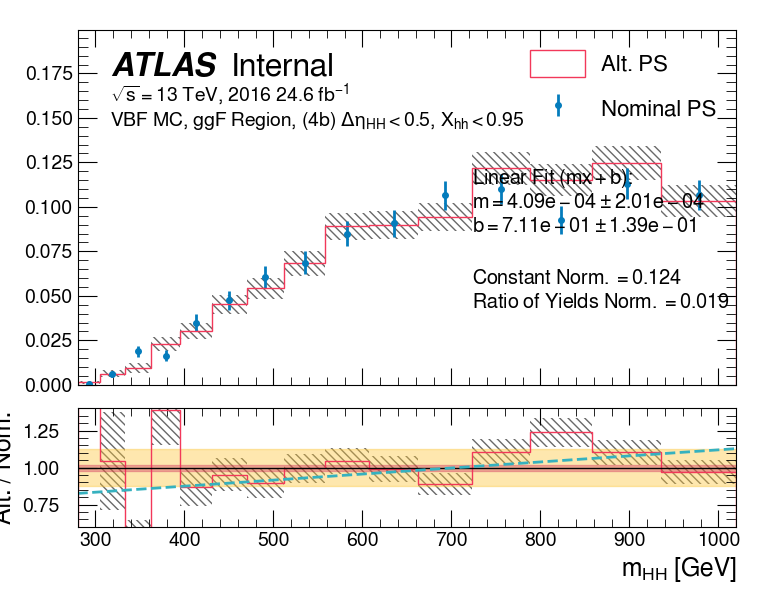 ATLAS Internal
√s = 13 TeV, 2016 24.6 fb⁻¹
VBF MC, ggF Region, (4b) Δη_HH < 0.5, X_hh < 0.95
Alt. PS
Nominal PS
Linear Fit (mx + b):
m = 4.09e − 04 ± 2.01e − 04
b = 7.11e − 01 ± 1.39e − 01
Constant Norm. = 0.124
Ratio of Yields Norm. = 0.019
0.175
0.150
0.125
0.100
0.075
0.050
0.025
0.000
Alt. / Nom.
1.25
1.00
0.75
300 400 500 600 700 800 900 1000
m_HH [GeV]